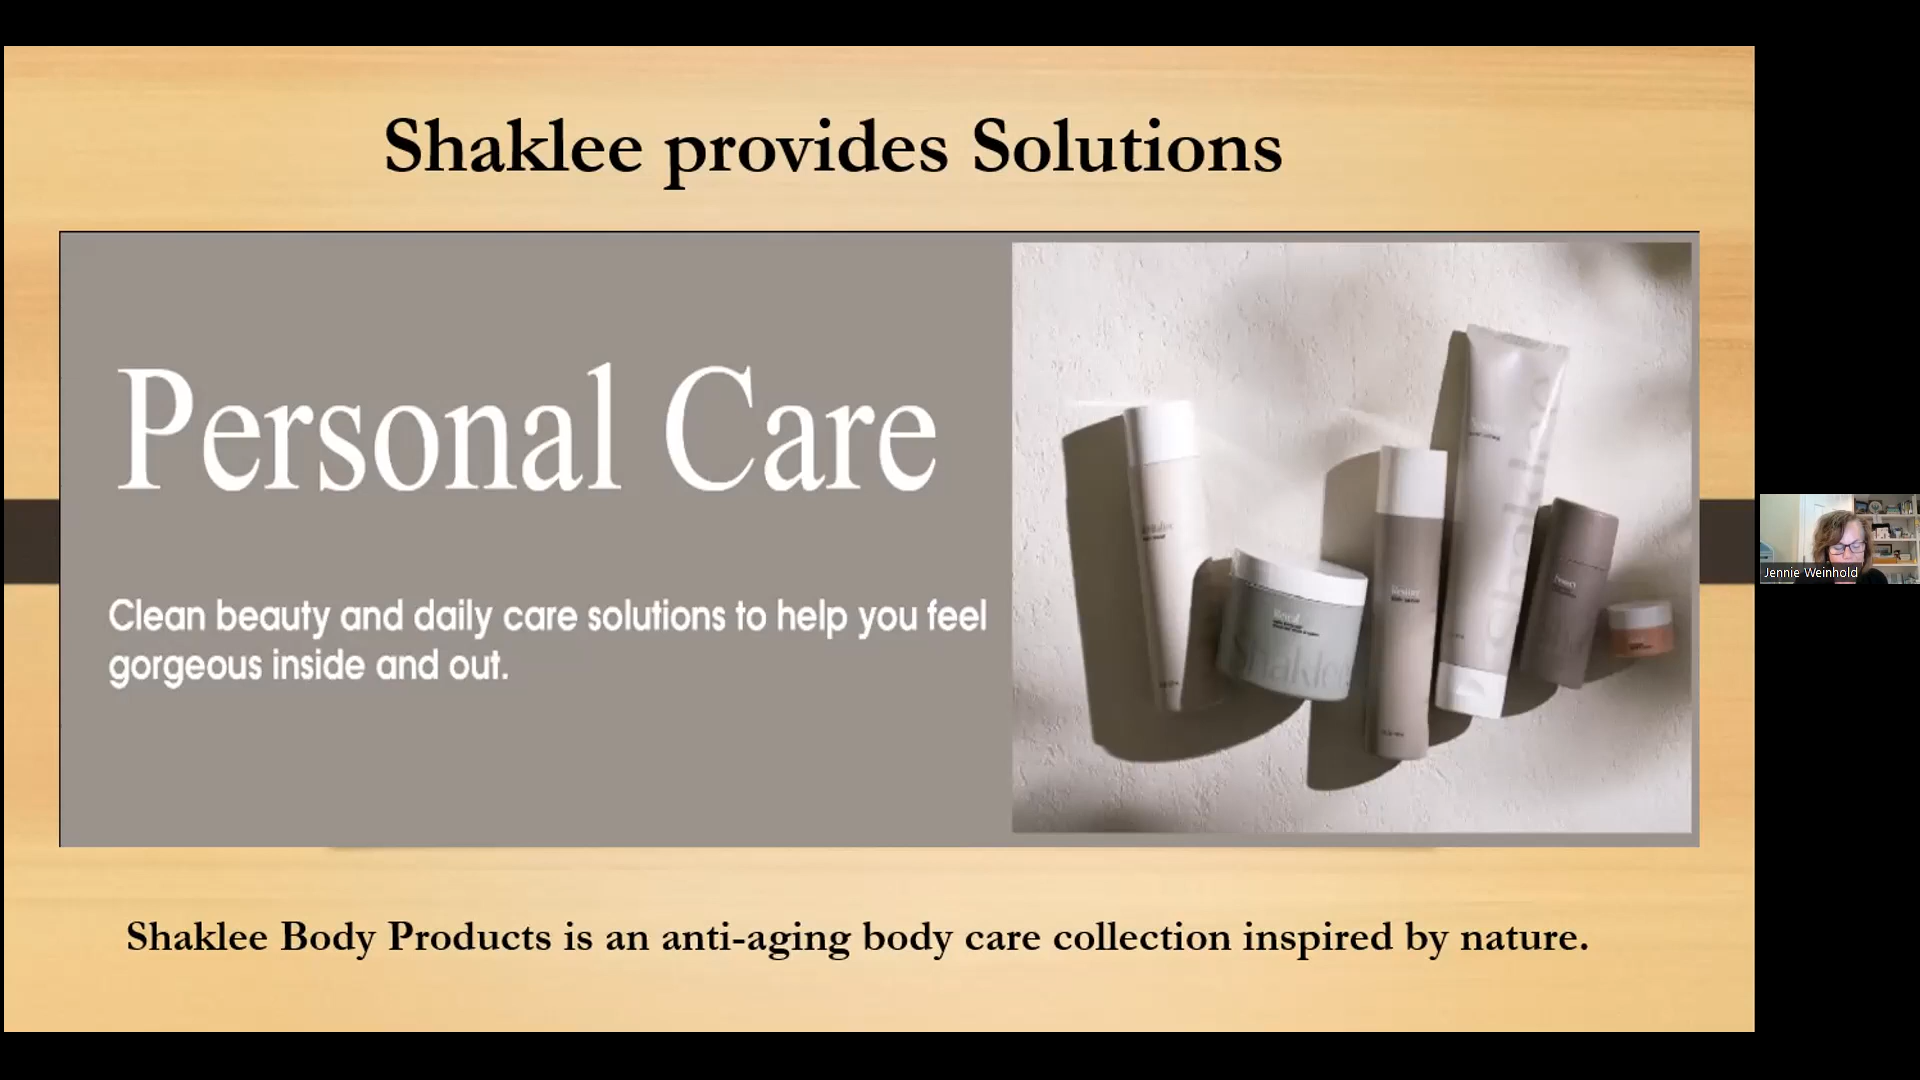 Shaklee provides Solutions
Personal Care
Clean beauty and daily care solutions to help you feel
gorgeous inside and out.
Shaklee
Shaklee Body Products is an anti-aging body care collection inspired by nature.
Jennie Weinhold